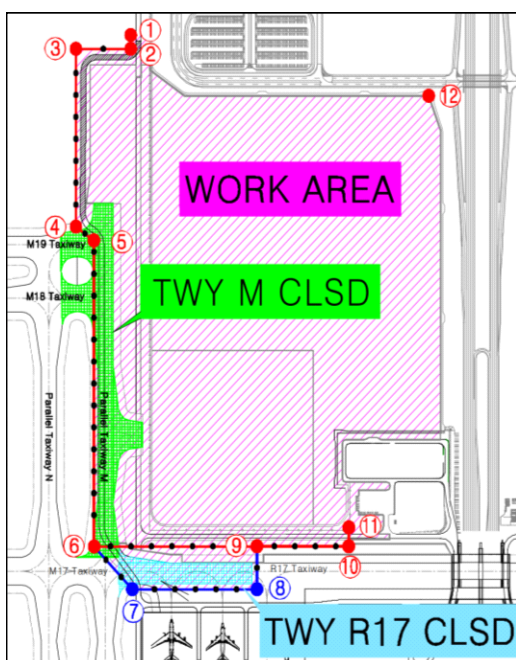 ①
③
②
⑫
WORK AREA
④
⑤
M19 Taxiway
TWY M CLSD
M18 Taxiway
Parallel Taxiway N
Parallel Taxiway M
⑪
⑥
⑨
⑩
M17 Taxiway
R17 Taxiway
⑦
⑧
TWY R17 CLSD